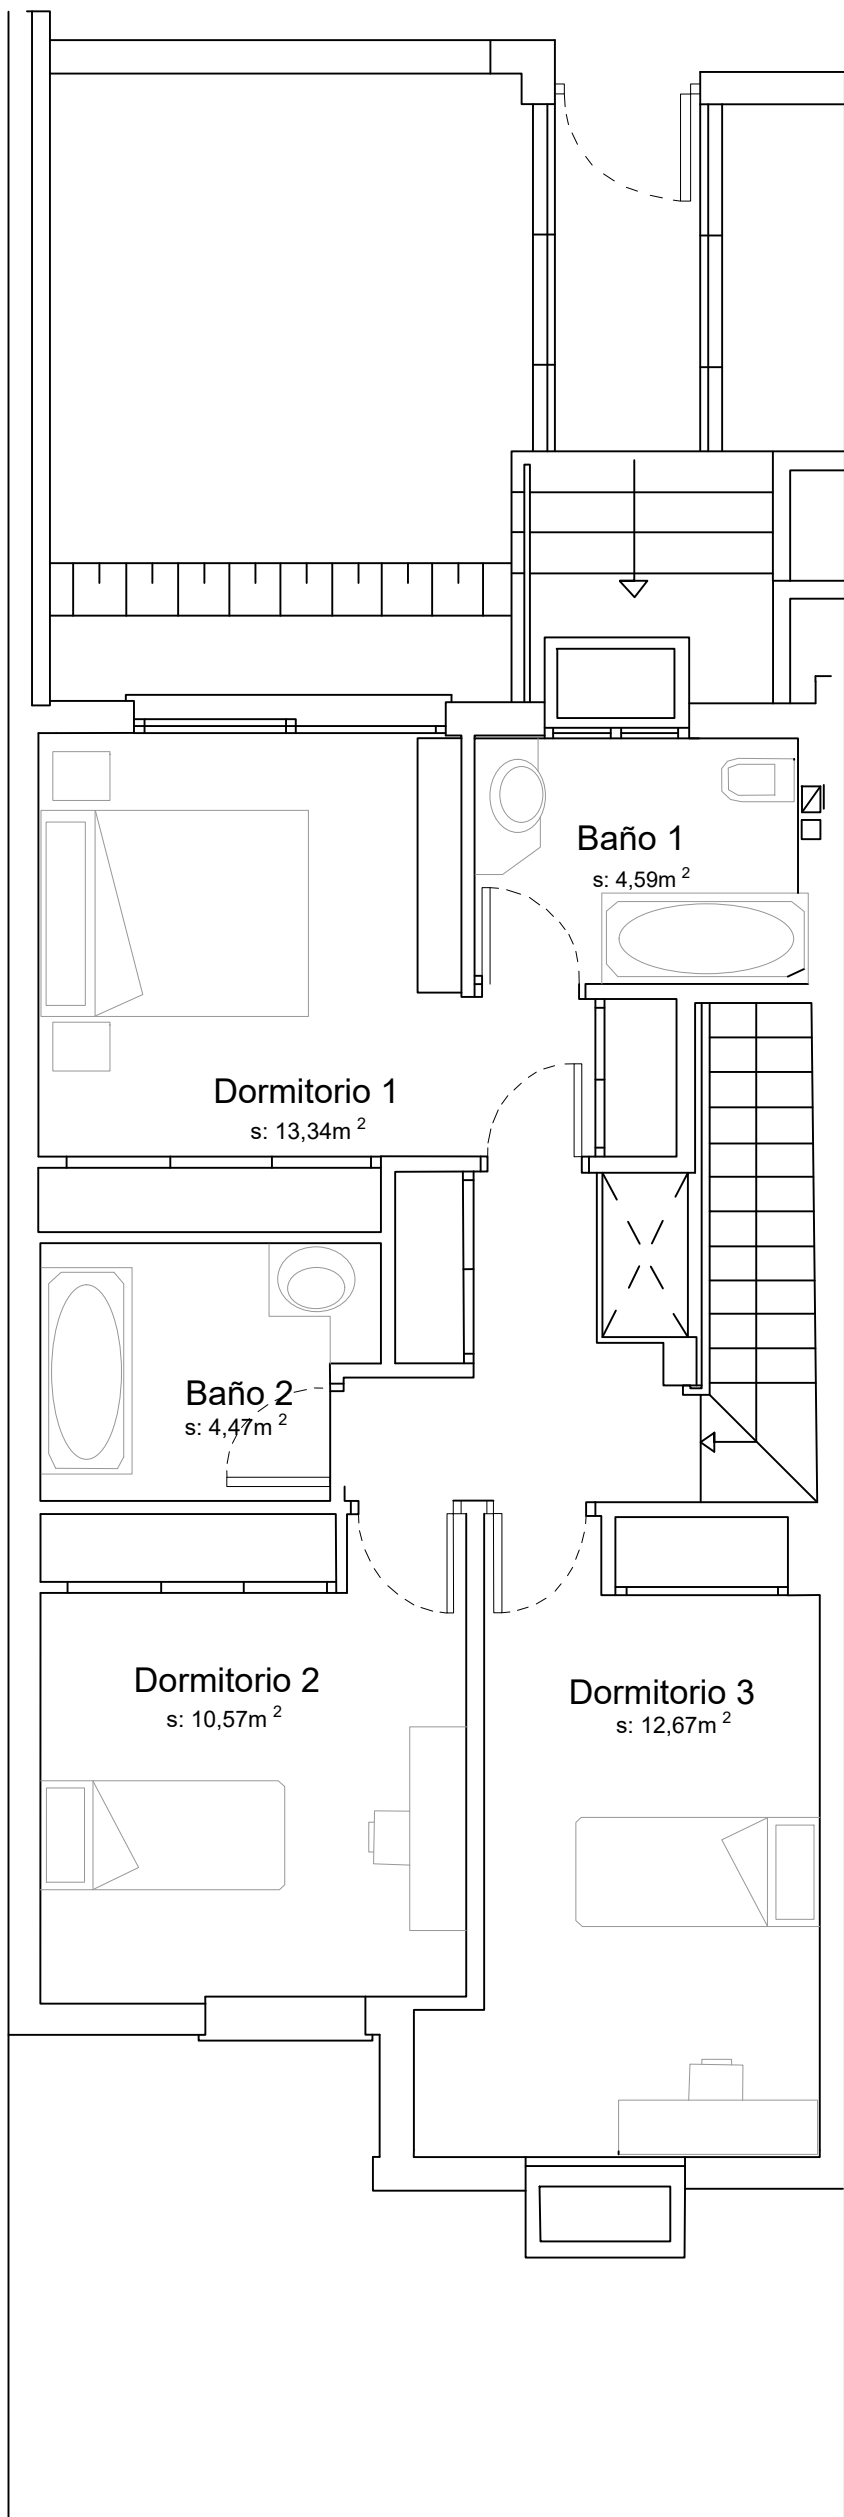 Baño 1
s: 4,59m 2
Dormitorio 1
s: 13,34m 2
Baño 2
s: 4,47m 2
Dormitorio 2
s: 10,57m 2
Dormitorio 3
s: 12,67m 2